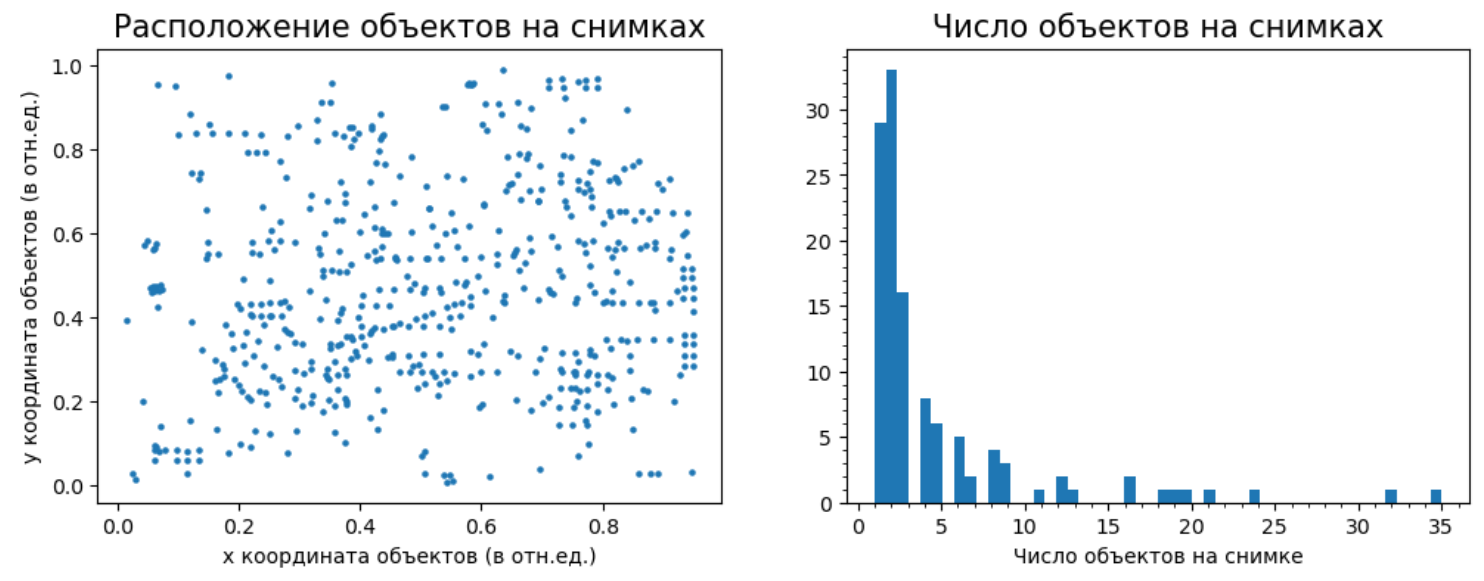 Расположение объектов на снимках
Число объектов на снимках
y координата объектов (в отн.ед.)
1.0
0.8
0.6
0.4
0.2
0.0
0.0 0.2 0.4 0.6 0.8
x координата объектов (в отн.ед.)
30
25
20
15
10
5
0
0 5 10 15 20 25 30 35
Число объектов на снимке